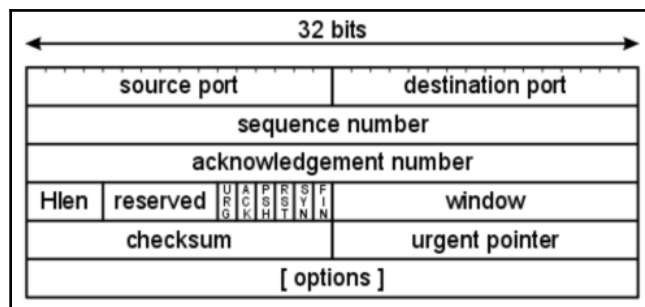 32 bits
source port destination port
sequence number
acknowledgement number
Hlen reserved URG ACK PSH RST SYN FIN window
checksum urgent pointer
[ options ]